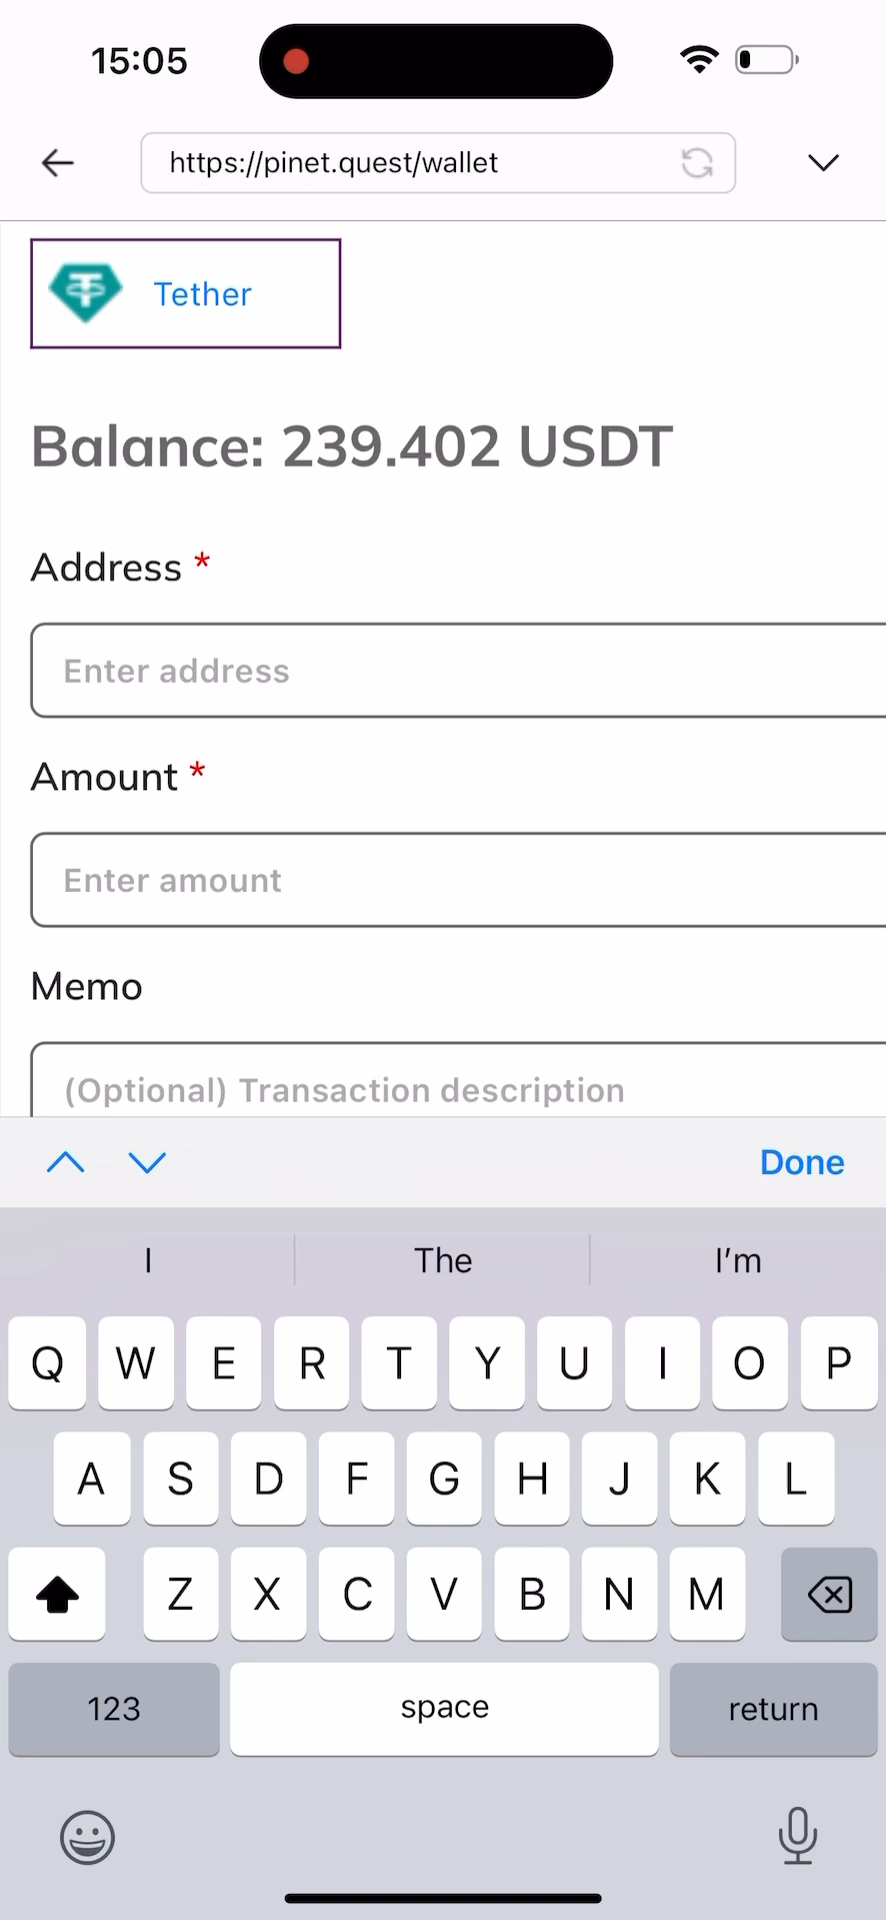 15:05
https://pinet.quest/wallet
Tether
Balance: 239.402 USDT
Address *
Enter address
Amount *
Enter amount
Memo
(Optional) Transaction description
Done
I The I'm
Q W E R T Y U I O P
A S D F G H J K L
Z X C V B N M
123 space return